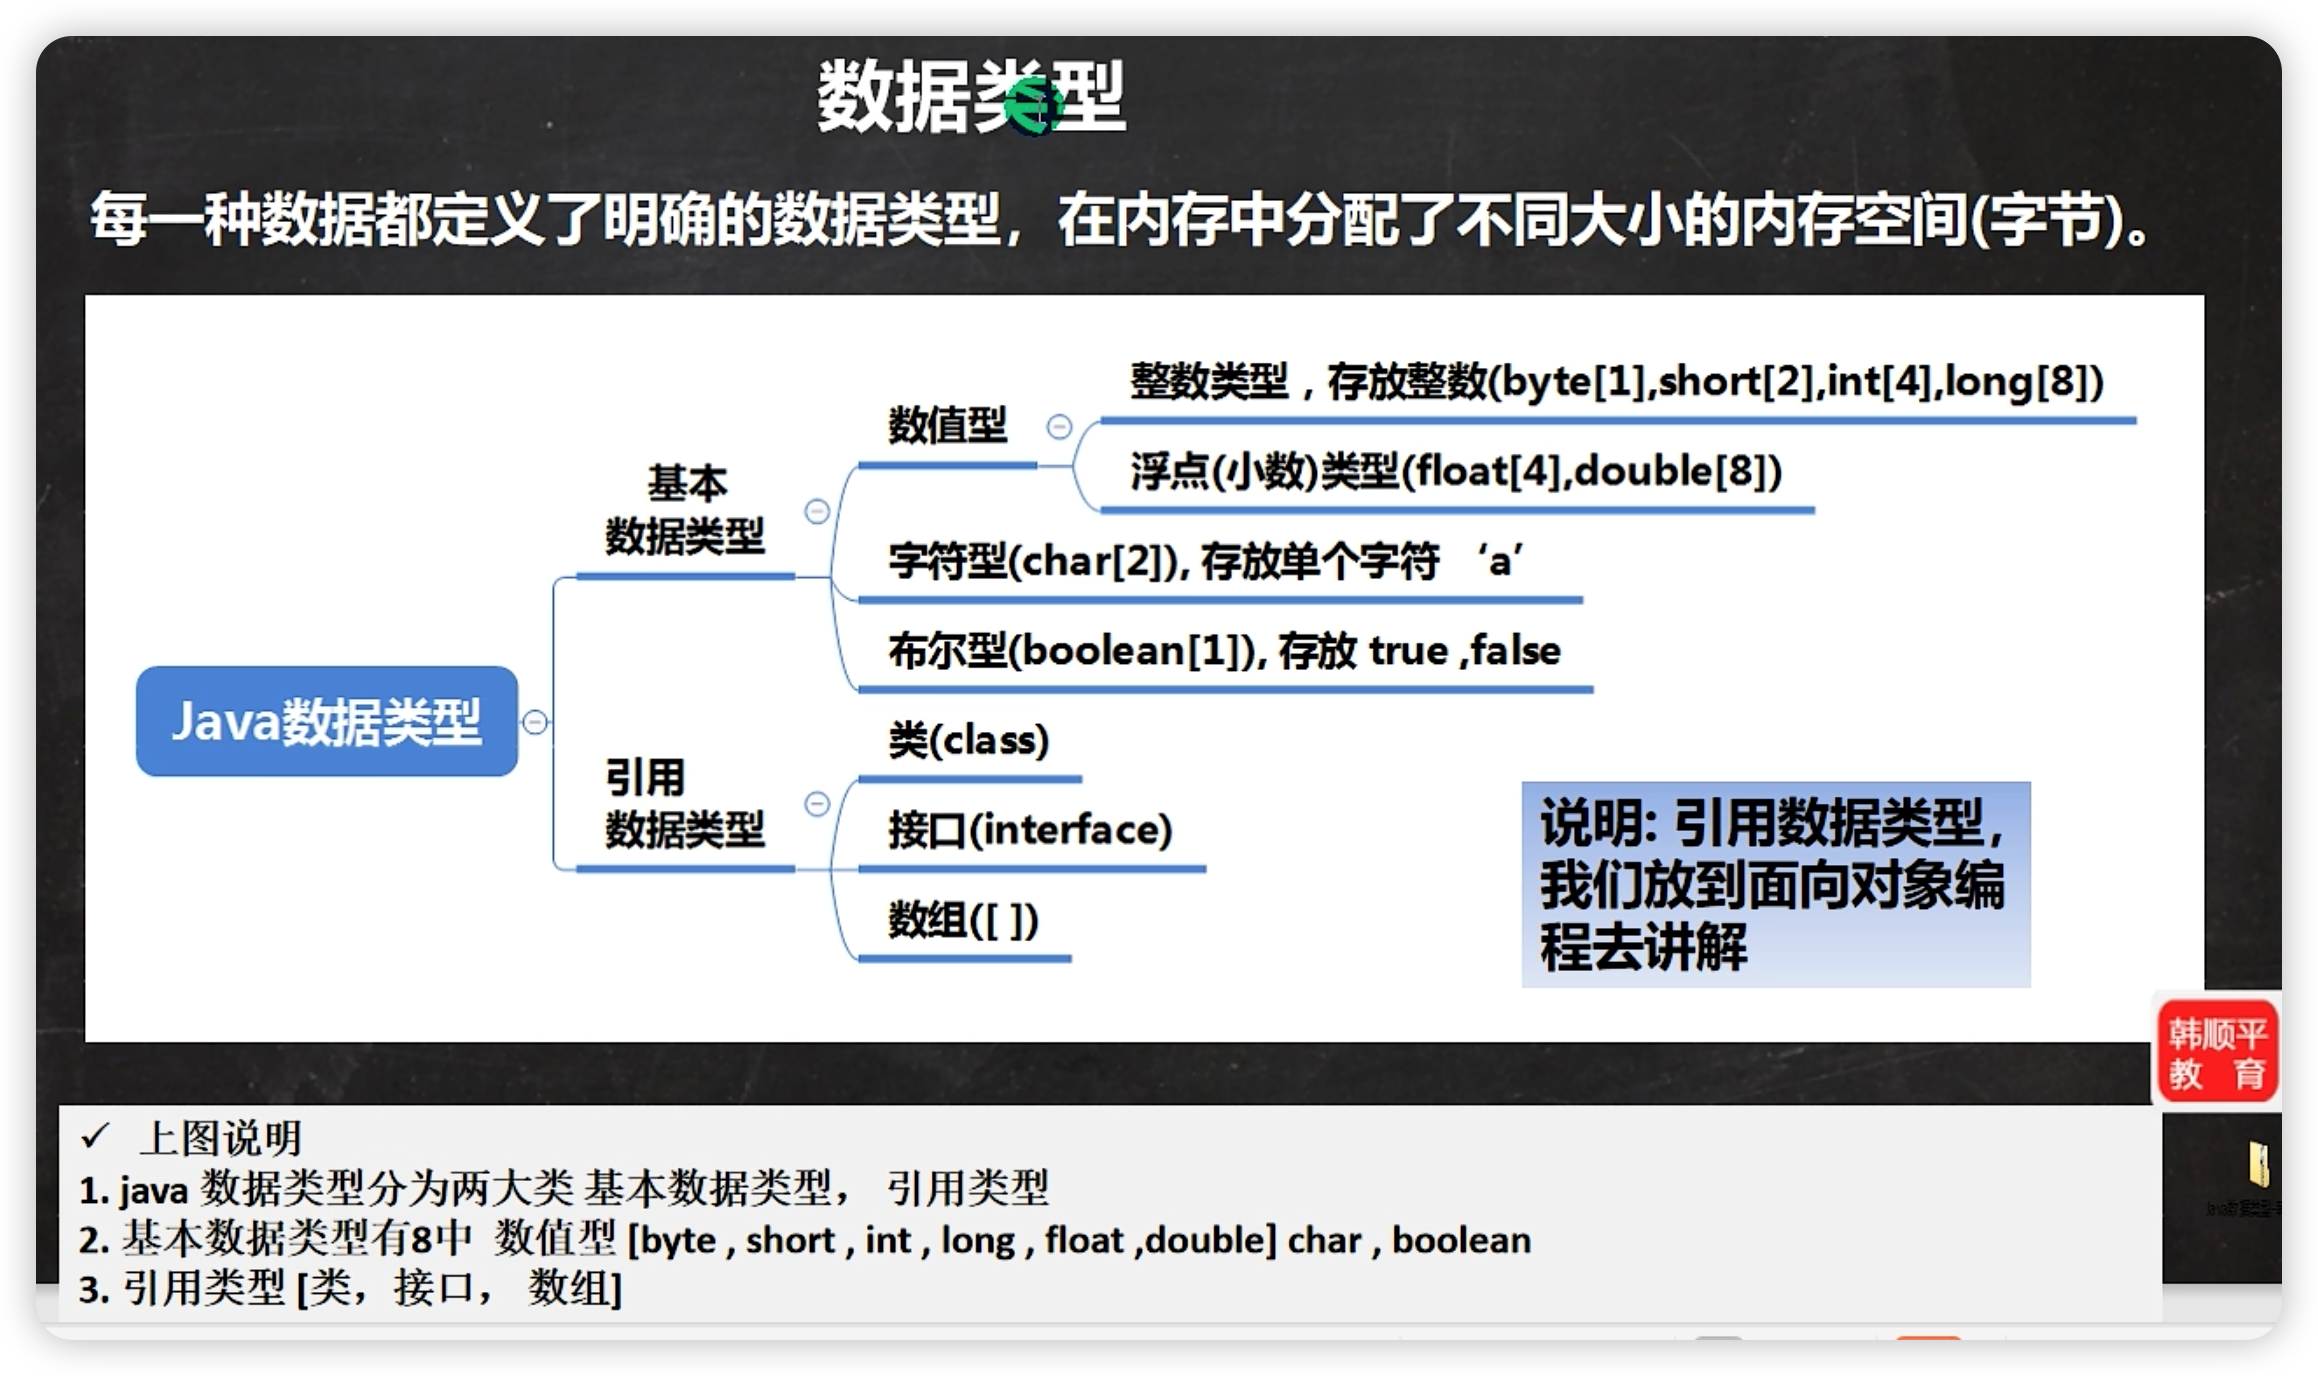 数据类型
每一种数据都定义了明确的数据类型，在内存中分配了不同大小的内存空间(字节)。
整数类型，存放整数(byte[1],short[2],int[4],long[8])
数值型
浮点(小数)类型(float[4],double[8])
基本
数据类型
字符型(char[2]), 存放单个字符 ‘a’
布尔型(boolean[1]), 存放 true ,false
Java数据类型
类(class)
引用
数据类型
接口(interface)
数组([ ])
说明: 引用数据类型，
我们放到面向对象编
程去讲解
韩顺平
教 育
✓ 上图说明
1. java 数据类型分为两大类 基本数据类型， 引用类型
2. 基本数据类型有8中 数值型 [byte , short , int , long , float ,double] char , boolean
3. 引用类型 [类，接口， 数组]